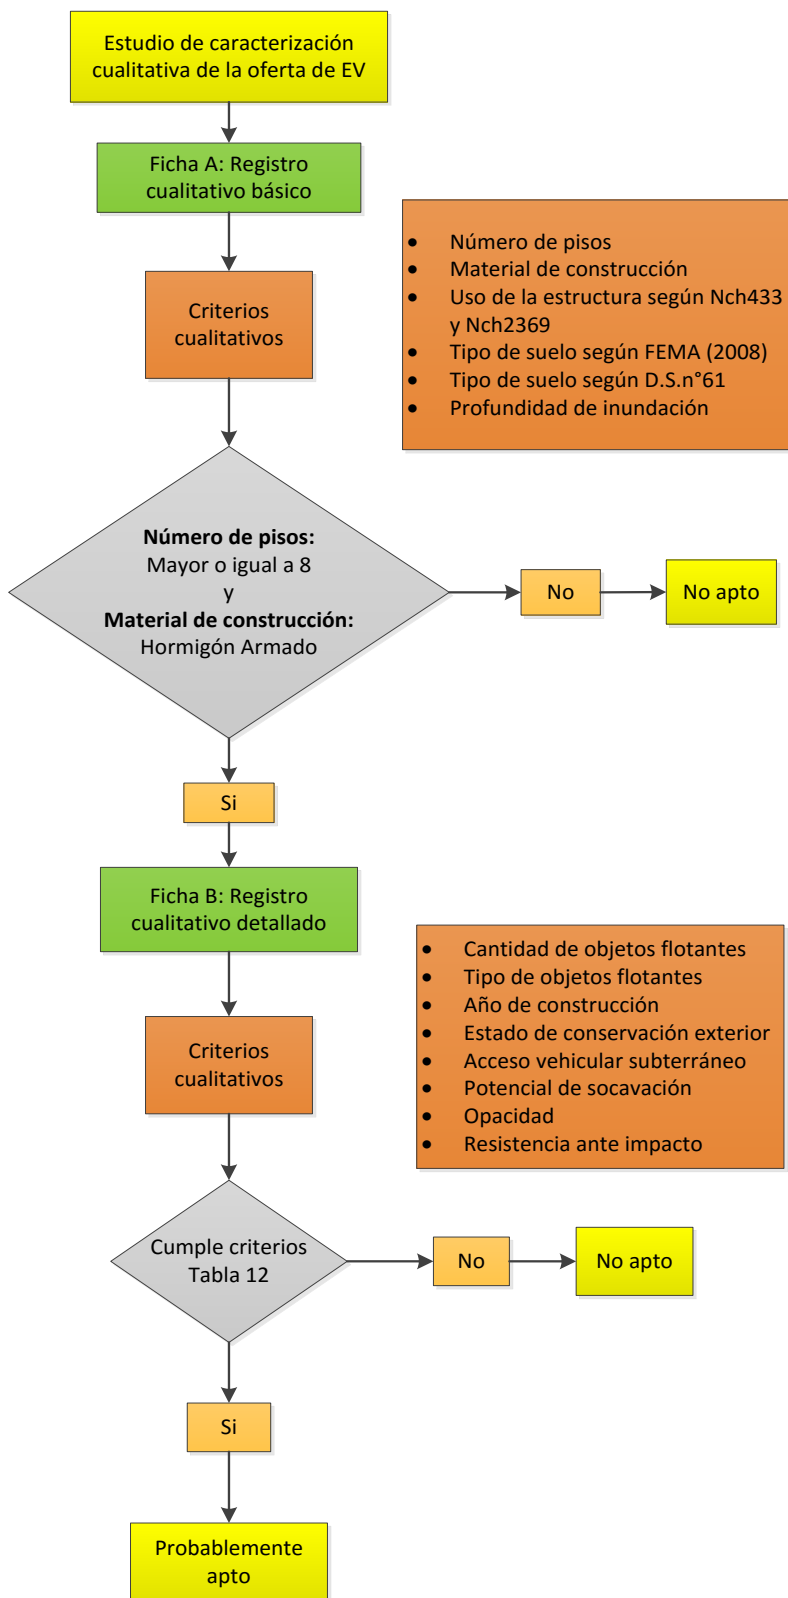 Estudio de caracterización
cualitativa de la oferta de EV
Ficha A: Registro
cualitativo básico
Criterios
cualitativos
• Número de pisos
• Material de construcción
• Uso de la estructura según Nch433
y Nch2369
• Tipo de suelo según FEMA (2008)
• Tipo de suelo según D.S.n°61
• Profundidad de inundación
Número de pisos:
Mayor o igual a 8
y
Material de construcción:
Hormigón Armado
No
No apto
Si
Ficha B: Registro
cualitativo detallado
Criterios
cualitativos
• Cantidad de objetos flotantes
• Tipo de objetos flotantes
• Año de construcción
• Estado de conservación exterior
• Acceso vehicular subterráneo
• Potencial de socavación
• Opacidad
• Resistencia ante impacto
Cumple criterios
Tabla 12
No
No apto
Si
Probablemente
apto